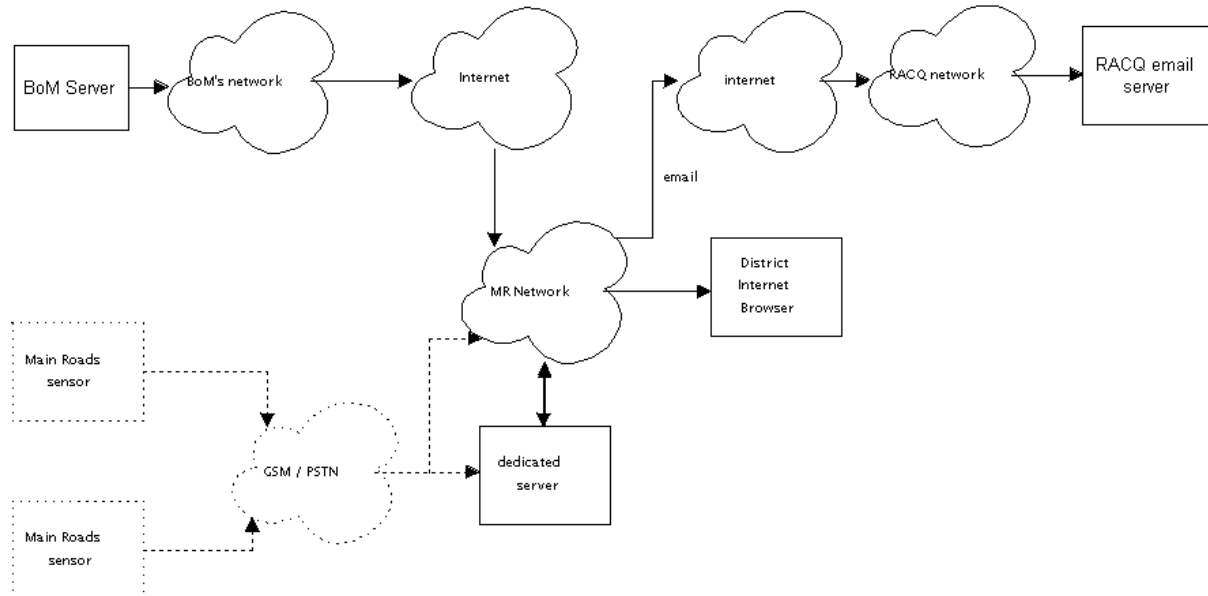 BoM Server
BoM's network
Internet
internet
RACQ network
RACQ email
server
email
MR Network
District
Internet
Browser
Main Roads
sensor
GSM / PSTN
dedicated
server
Main Roads
sensor